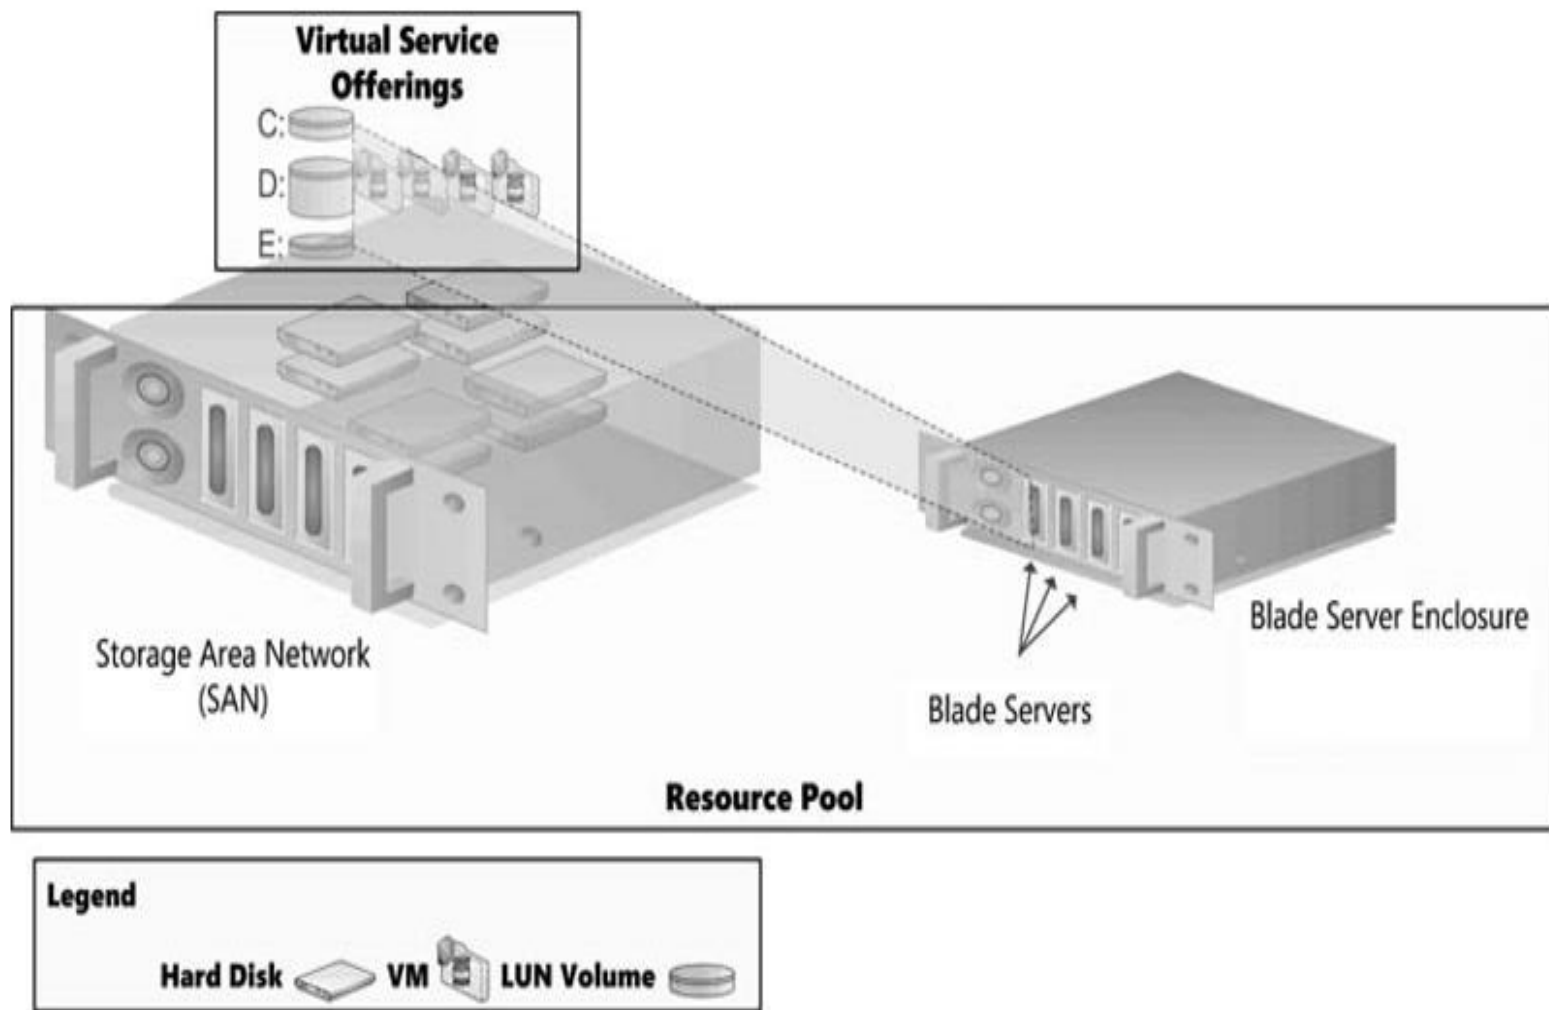 Virtual Service
Offerings
C:
D:
E:
Storage Area Network
(SAN)
Blade Servers
Blade Server Enclosure
Resource Pool
Legend
Hard Disk VM LUN Volume